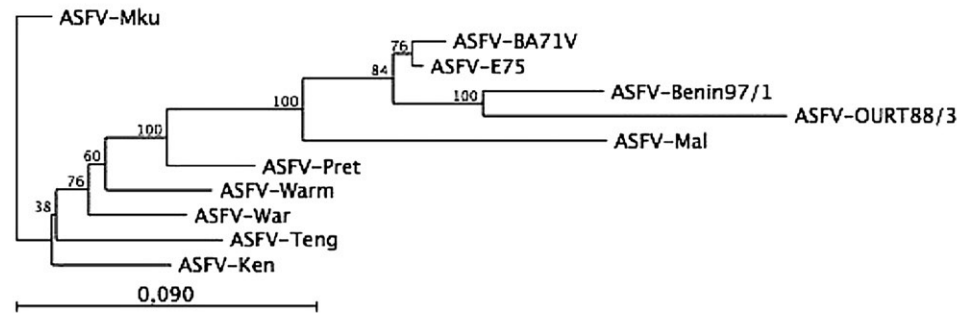 ASFV-Mku
76 ASFV-BA71V
84 ASFV-E75
100 ASFV-Benin97/1
100 ASFV-OURT88/3
100 ASFV-Mal
60 ASFV-Pret
76 ASFV-Warm
38 ASFV-War
ASFV-Teng
ASFV-Ken
0,090